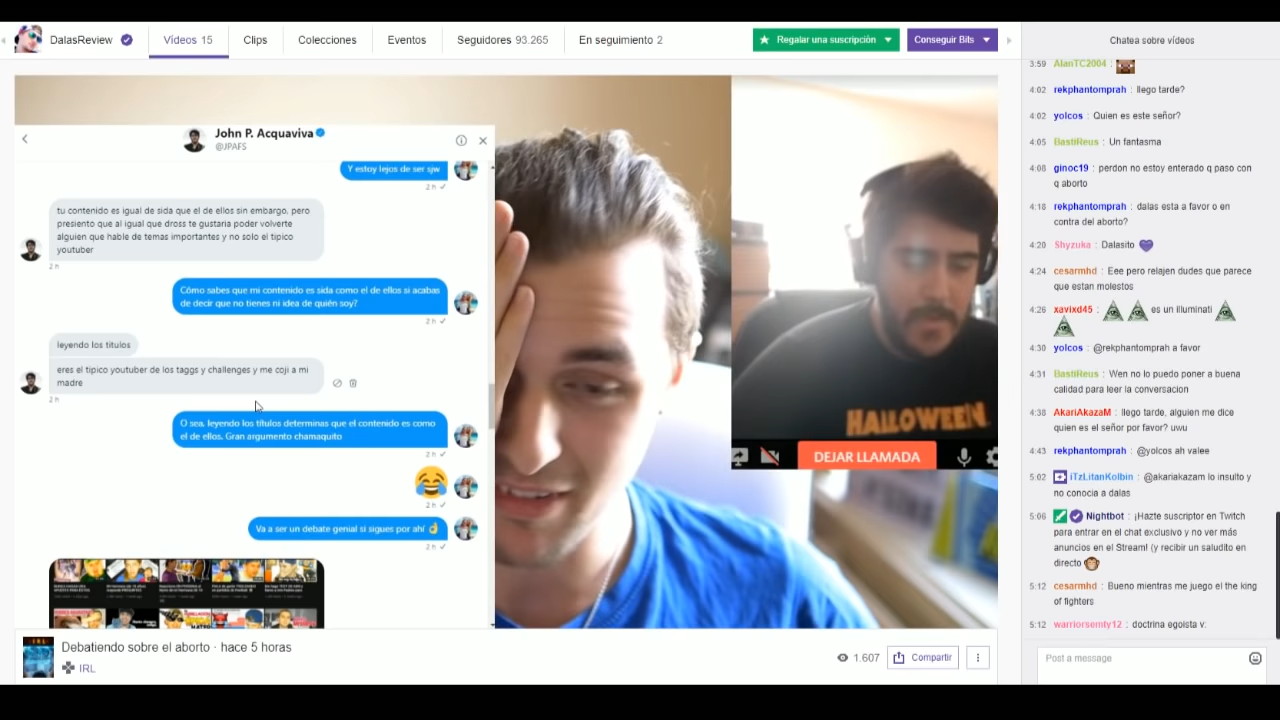 DalasReview
Vídeos 15
Clips
Colecciones
Eventos
Seguidores 93.265
En seguimiento 2
Regalar una suscripción
Conseguir Bits
Chatea sobre vídeos
John P. Acquaviva
@JPAFS
Y estoy lejos de ser sjw
2 h
tu contenido es igual de sida que el de ellos sin embargo, pero
presiento que al igual que dross te gustaria poder volverte
alguien que hable de temas importantes y no solo el tipico
youtuber
2 h
Cómo sabes que mi contenido es sida como el de ellos si acabas
de decir que no tienes ni idea de quién soy?
2 h
leyendo los titulos
eres el tipico youtuber de los taggs y challenges y me coji a mi
madre
2 h
O sea, leyendo los títulos determinas que el contenido es como
el de ellos. Gran argumento chamaquito
2 h
2 h
Va a ser un debate genial si sigues por ahí 👌
2 h
HALLOWEEN
DEJAR LLAMADA
Debatiendo sobre el aborto · hace 5 horas
IRL
1.607
Compartir
3:59 AlanTC2004 :
4:02 rekphantomprah : llego tarde?
4:02 yolcos : Quien es este señor?
4:05 BastiReus : Un fantasma
4:08 ginoc19 : perdon no estoy enterado q paso con
q aborto
4:18 rekphantomprah : dalas esta a favor o en
contra del aborto?
4:20 Shyzuka : Dalasito 💜
4:24 cesarmhd : Eee pero relajen dudes que parece
que estan molestos
4:26 xavixd45 : es un illuminati
4:30 yolcos : @rekphantomprah a favor
4:31 BastiReus : Wen no lo puedo poner a buena
calidad para leer la conversacion
4:38 AkariAkazaM : llego tarde, alguien me dice
quien es el señor por favor? uwu
4:43 rekphantomprah : @yolcos ah valee
5:02 iTzLitanKolbin : @akariakazam lo insulto y
no conocia a dalas
5:06 Nightbot : ¡Hazte suscriptor en Twitch
para entrar en el chat exclusivo y no ver más
anuncios en el Stream! (y recibir un saludito en
directo
5:12 cesarmhd : Bueno mientras me juego el the king
of fighters
5:12 warriorsemty12 : doctrina egoista v:
Post a message